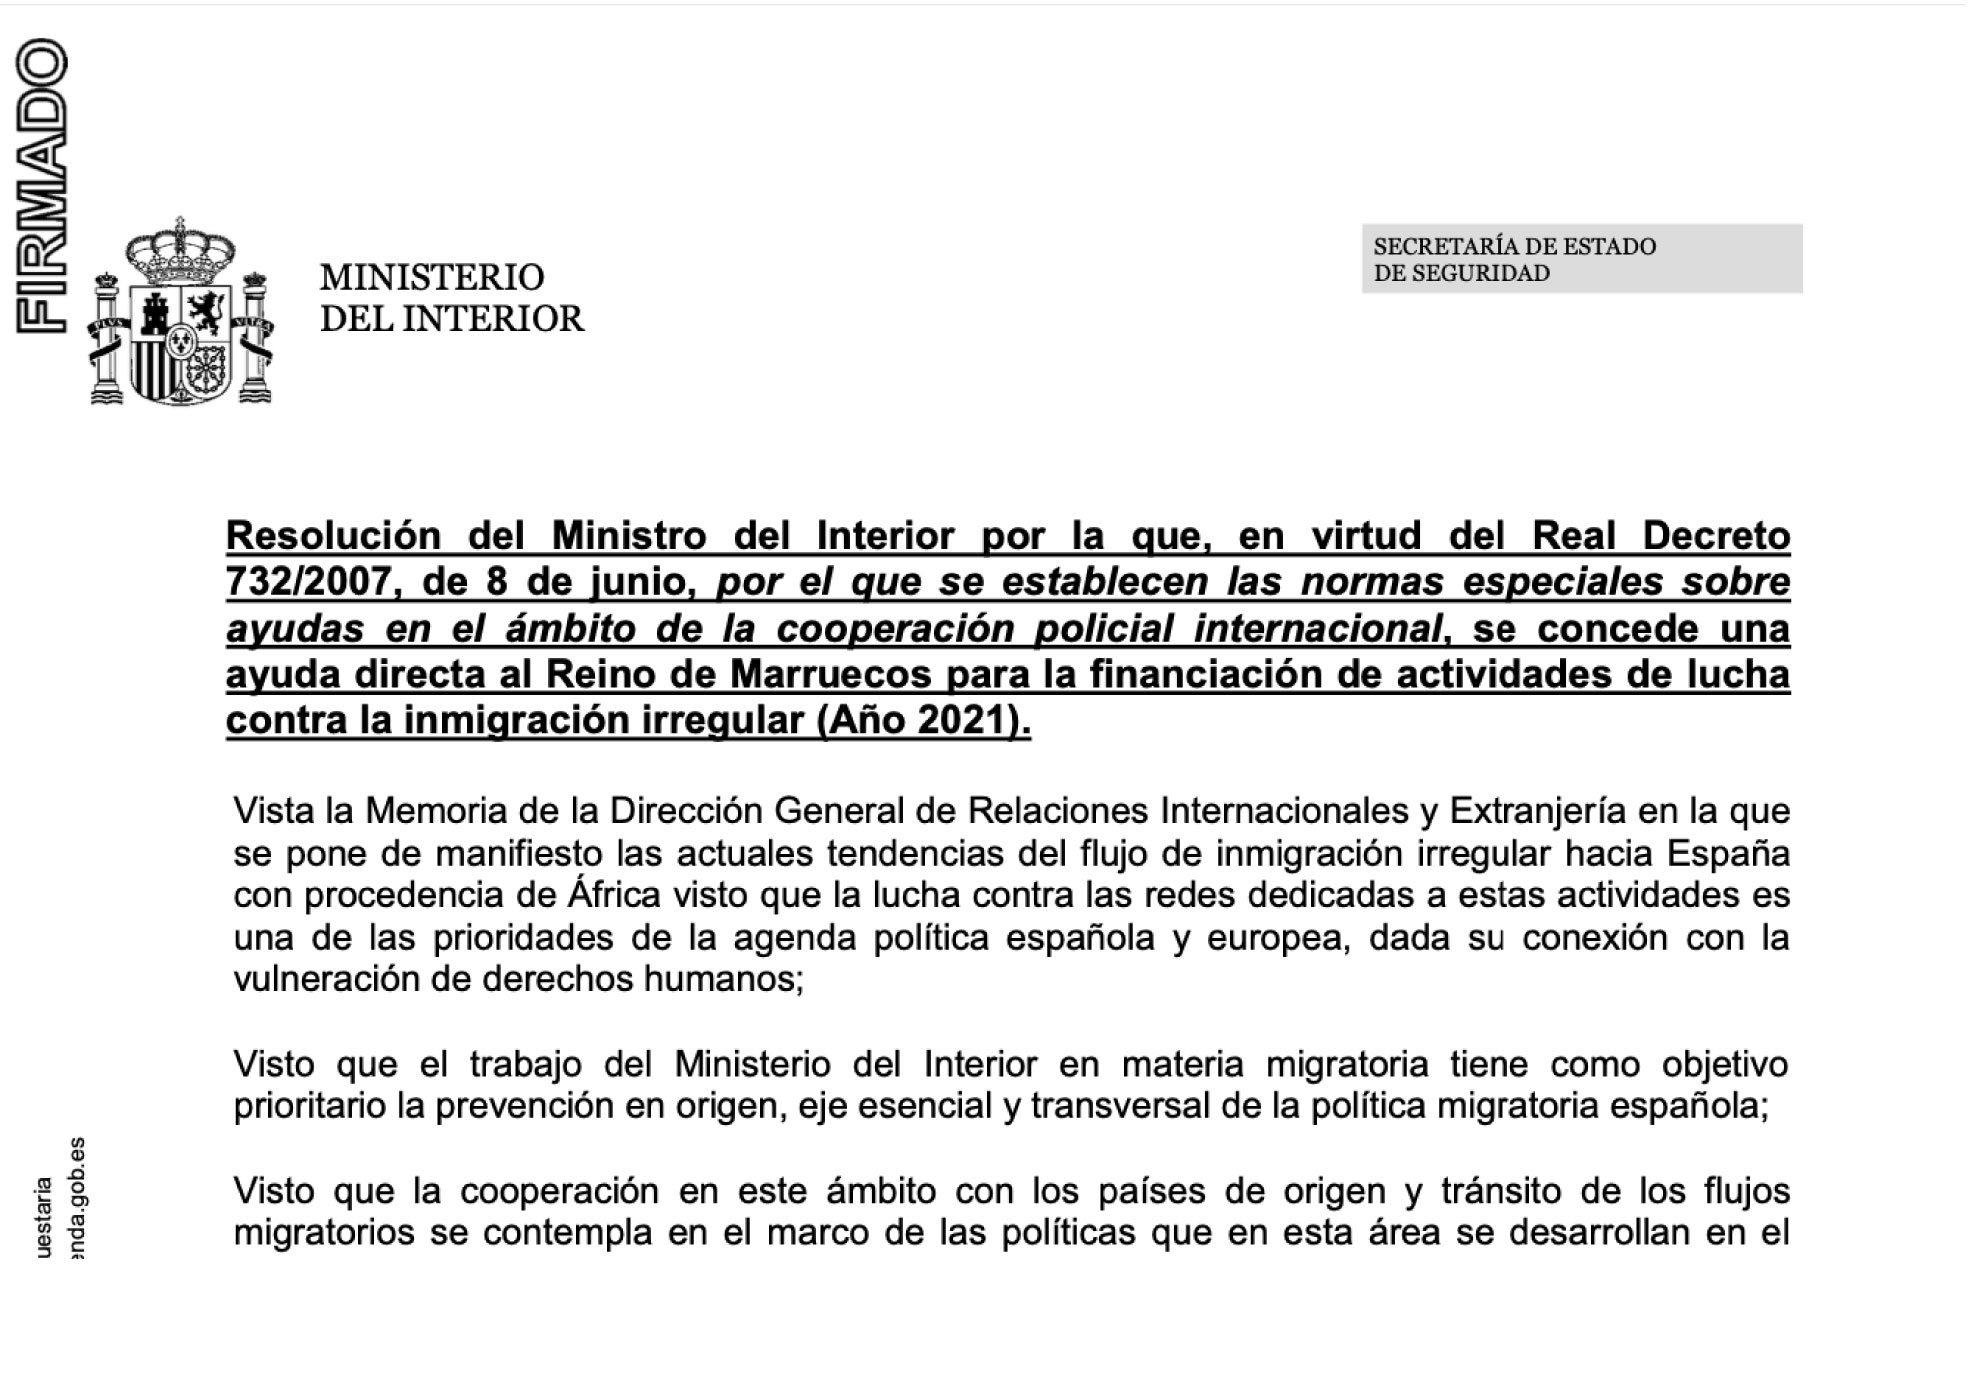 FIRMADO
MINISTERIO
DEL INTERIOR
PLVS VLTRA
SECRETARÍA DE ESTADO
DE SEGURIDAD
Resolución del Ministro del Interior por la que, en virtud del Real Decreto
732/2007, de 8 de junio, por el que se establecen las normas especiales sobre
ayudas en el ámbito de la cooperación policial internacional, se concede una
ayuda directa al Reino de Marruecos para la financiación de actividades de lucha
contra la inmigración irregular (Año 2021).
Vista la Memoria de la Dirección General de Relaciones Internacionales y Extranjería en la que
se pone de manifiesto las actuales tendencias del flujo de inmigración irregular hacia España
con procedencia de África visto que la lucha contra las redes dedicadas a estas actividades es
una de las prioridades de la agenda política española y europea, dada su conexión con la
vulneración de derechos humanos;
Visto que el trabajo del Ministerio del Interior en materia migratoria tiene como objetivo
prioritario la prevención en origen, eje esencial y transversal de la política migratoria española;
Visto que la cooperación en este ámbito con los países de origen y tránsito de los flujos
migratorios se contempla en el marco de las políticas que en esta área se desarrollan en el
uestaria
enda.gob.es